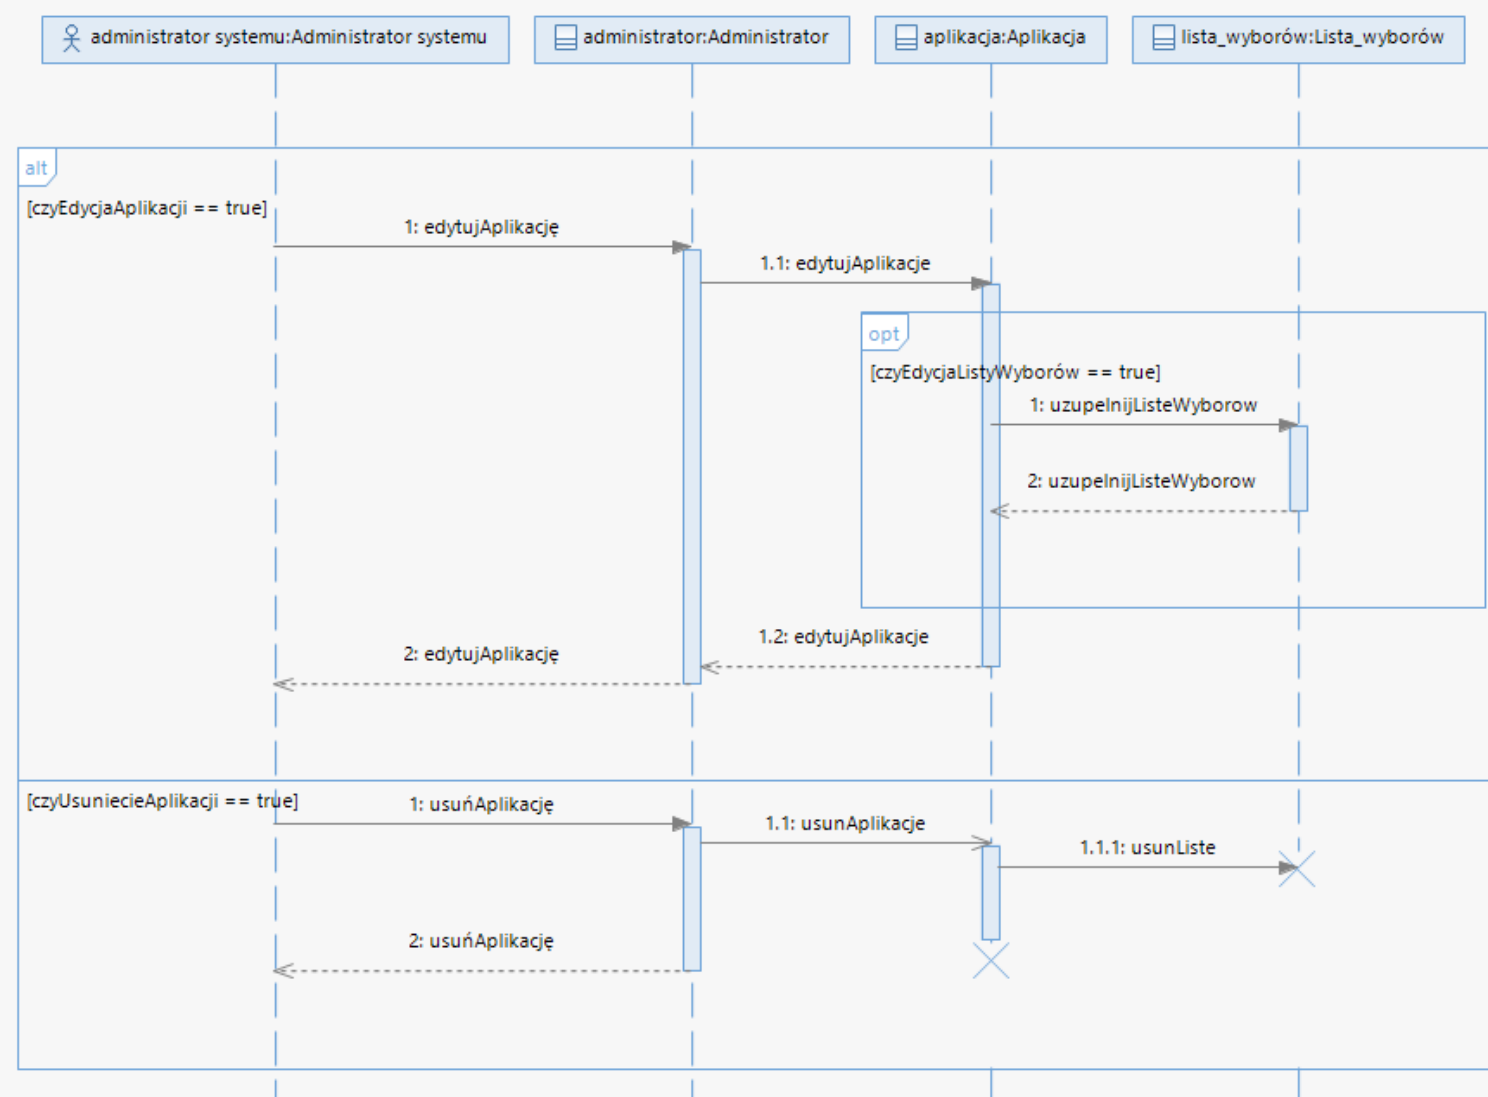 administrator systemu:Administrator systemu
administrator:Administrator
aplikacja:Aplikacja
lista_wyborów:Lista_wyborów
alt
[czyEdycjaAplikacji == true]
1: edytujAplikację
1.1: edytujAplikacje
opt
[czyEdycjaListyWyborów == true]
1: uzupelnijListeWyborow
2: uzupelnijListeWyborow
1.2: edytujAplikacje
2: edytujAplikację
[czyUsuniecieAplikacji == true]
1: usuńAplikację
1.1: usunAplikacje
1.1.1: usunListe
2: usuńAplikację